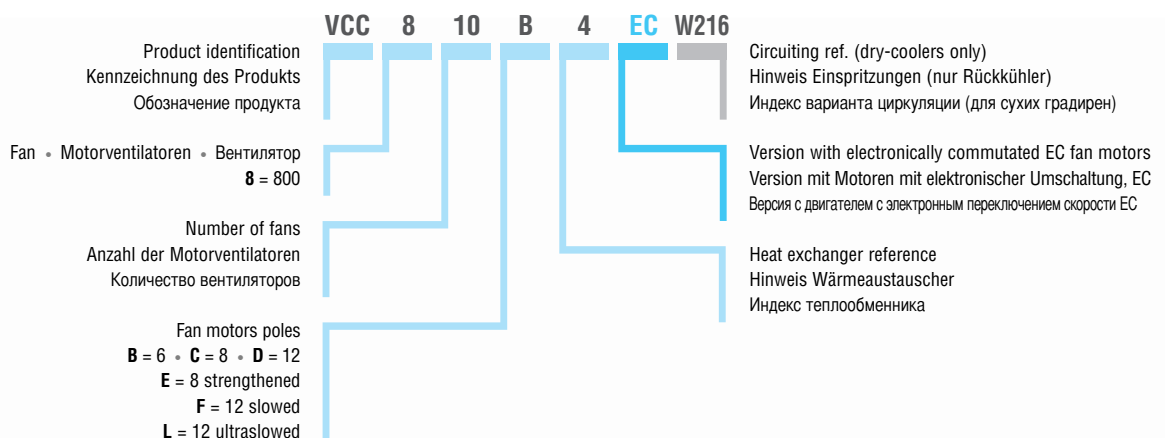 VCC 8 10 B 4 EC W216
Product identification
Kennzeichnung des Produkts
Обозначение продукта
Fan • Motorventilatoren • Вентилятор
8 = 800
Number of fans
Anzahl der Motorventilatoren
Количество вентиляторов
Fan motors poles
B = 6 • C = 8 • D = 12
E = 8 strengthened
F = 12 slowed
L = 12 ultraslowed
Circuiting ref. (dry-coolers only)
Hinweis Einspritzungen (nur Rückkühler)
Индекс варианта циркуляции (для сухих градирен)
Version with electronically commutated EC fan motors
Version mit Motoren mit elektronischer Umschaltung, EC
Версия с двигателем с электронным переключением скорости EC
Heat exchanger reference
Hinweis Wärmeaustauscher
Индекс теплообменника